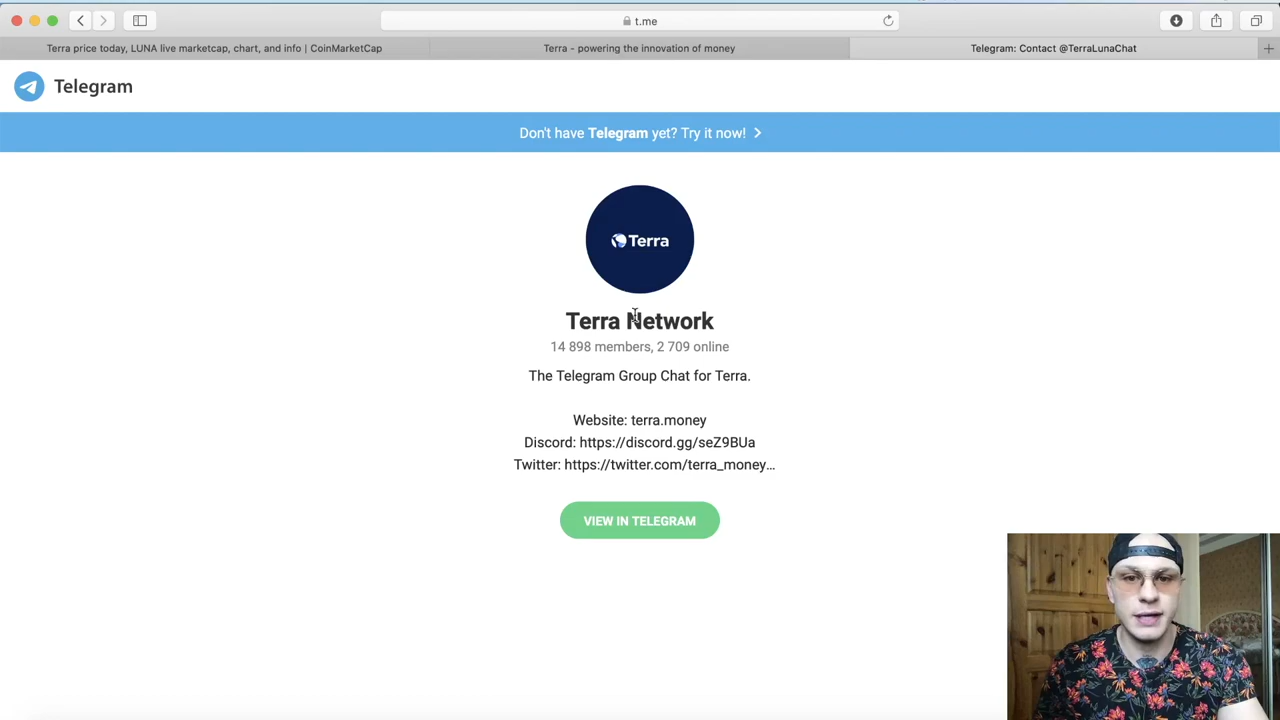 t.me
Terra price today, LUNA live marketcap, chart, and info | CoinMarketCap
Terra - powering the innovation of money
Telegram: Contact @TerraLunaChat
Telegram
Don't have Telegram yet? Try it now!
Terra
Terra Network
14 898 members, 2 709 online
The Telegram Group Chat for Terra.
Website: terra.money
Discord: https://discord.gg/seZ9BUa
Twitter: https://twitter.com/terra_money...
VIEW IN TELEGRAM